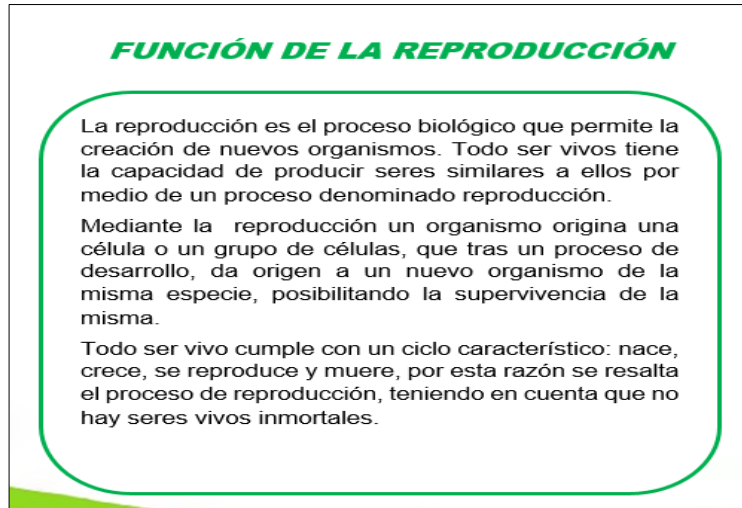 FUNCIÓN DE LA REPRODUCCIÓN
La reproducción es el proceso biológico que permite la
creación de nuevos organismos. Todo ser vivos tiene
la capacidad de producir seres similares a ellos por
medio de un proceso denominado reproducción.
Mediante la reproducción un organismo origina una
célula o un grupo de células, que tras un proceso de
desarrollo, da origen a un nuevo organismo de la
misma especie, posibilitando la supervivencia de la
misma.
Todo ser vivo cumple con un ciclo característico: nace,
crece, se reproduce y muere, por esta razón se resalta
el proceso de reproducción, teniendo en cuenta que no
hay seres vivos inmortales.